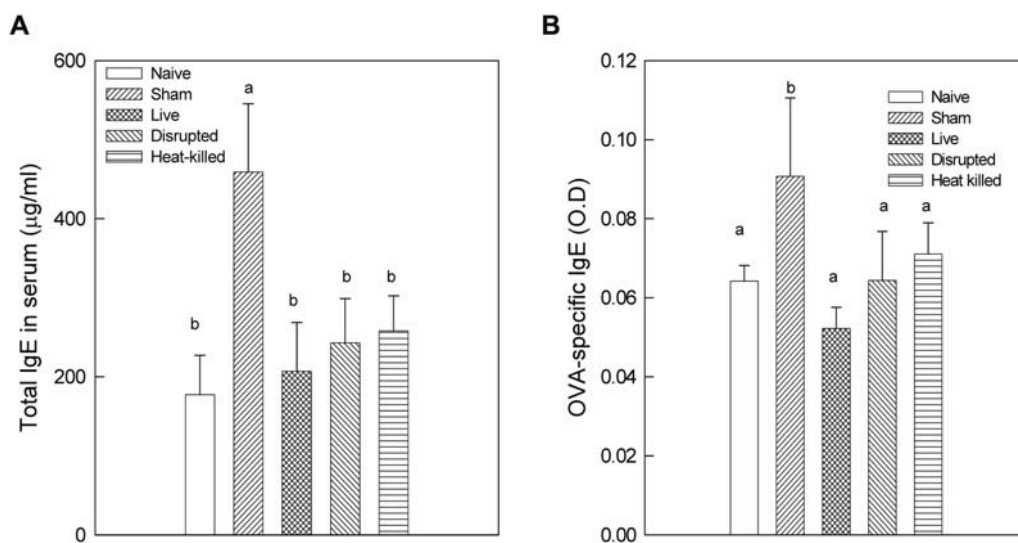 A
Total IgE in serum (μg/ml)
600
400
200
0
Naive
Sham
Live
Disrupted
Heat-killed
b
a
b
b
b
B
OVA-specific IgE (O.D)
0.12
0.10
0.08
0.06
0.04
0.02
0.00
Naive
Sham
Live
Disrupted
Heat killed
a
b
a
a
a